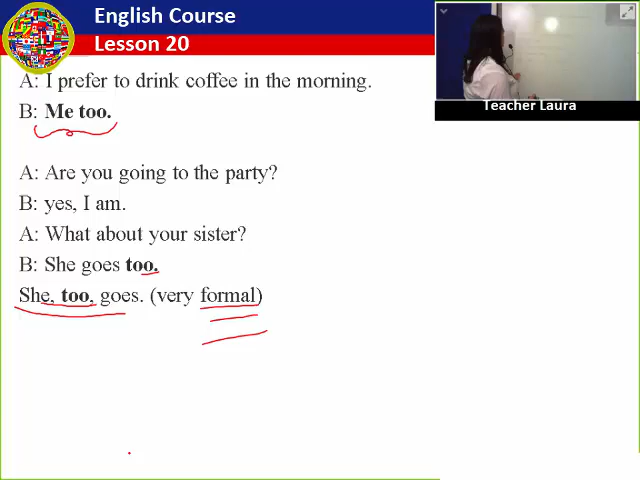 English Course
Lesson 20
Teacher Laura
A: I prefer to drink coffee in the morning.
B: Me too.
A: Are you going to the party?
B: yes, I am.
A: What about your sister?
B: She goes too.
She, too, goes. (very formal)